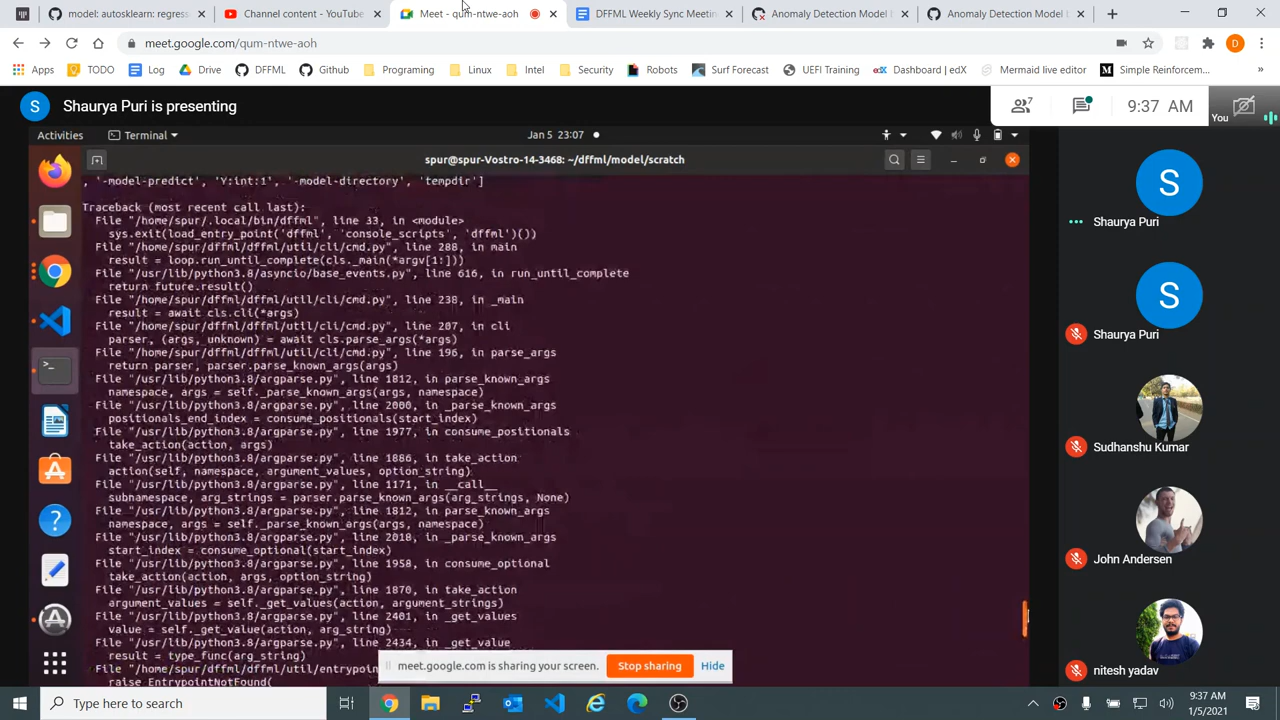 model: autosklearn: regress
Channel content - YouTube
Meet - qum-ntwe-aoh
DFFML Weekly Sync Meetin
Anomaly Detection Model
Anomaly Detection Model
meet.google.com/qum-ntwe-aoh
Apps
TODO
Log
Drive
DFFML
Github
Programing
Linux
Intel
Security
Robots
Surf Forecast
UEFI Training
Dashboard | edX
Mermaid live editor
Simple Reinforcem...
»
S
Shaurya Puri is presenting
7
9:37 AM
You
Activities
Terminal
Jan 5 23:07
spur@spur-Vostro-14-3468: ~/dffml/model/scratch
, '-model-predict', 'Y:int:1', '-model-directory', 'tempdir']
Traceback (most recent call last):
File "/home/spur/.local/bin/dffml", line 33, in <module>
sys.exit(load_entry_point('dffml', 'console_scripts', 'dffml')())
File "/home/spur/dffml/dffml/util/cli/cmd.py", line 288, in main
result = loop.run_until_complete(cls._main(*argv[1:]))
File "/usr/lib/python3.8/asyncio/base_events.py", line 616, in run_until_complete
return future.result()
File "/home/spur/dffml/dffml/util/cli/cmd.py", line 238, in _main
result = await cls.cli(*args)
File "/home/spur/dffml/dffml/util/cli/cmd.py", line 207, in cli
parser, (args, unknown) = await cls.parse_args(*args)
File "/home/spur/dffml/dffml/util/cli/cmd.py", line 196, in parse_args
return parser, parser.parse_known_args(args)
File "/usr/lib/python3.8/argparse.py", line 1812, in parse_known_args
namespace, args = self._parse_known_args(args, namespace)
File "/usr/lib/python3.8/argparse.py", line 2000, in _parse_known_args
positionals_end_index = consume_positionals(start_index)
File "/usr/lib/python3.8/argparse.py", line 1977, in consume_positionals
take_action(action, args)
File "/usr/lib/python3.8/argparse.py", line 1886, in take_action
action(self, namespace, argument_values, option_string)
File "/usr/lib/python3.8/argparse.py", line 1171, in __call__
subnamespace, arg_strings = parser.parse_known_args(arg_strings, None)
File "/usr/lib/python3.8/argparse.py", line 1812, in parse_known_args
namespace, args = self._parse_known_args(args, namespace)
File "/usr/lib/python3.8/argparse.py", line 2018, in _parse_known_args
start_index = consume_optional(start_index)
File "/usr/lib/python3.8/argparse.py", line 1958, in consume_optional
take_action(action, args, option_string)
File "/usr/lib/python3.8/argparse.py", line 1870, in take_action
argument_values = self._get_values(action, argument_strings)
File "/usr/lib/python3.8/argparse.py", line 2401, in _get_values
value = self._get_value(action, arg_string)
File "/usr/lib/python3.8/argparse.py", line 2434, in _get_value
result = type_func(arg_string)
File "/home/spur/dffml/dffml/util/entrypoin
raise EntrypointNotFound(
meet.google.com is sharing your screen.
Stop sharing
Hide
S
Shaurya Puri
S
Shaurya Puri
Sudhanshu Kumar
John Andersen
nitesh yadav
Type here to search
9:37 AM
1/5/2021